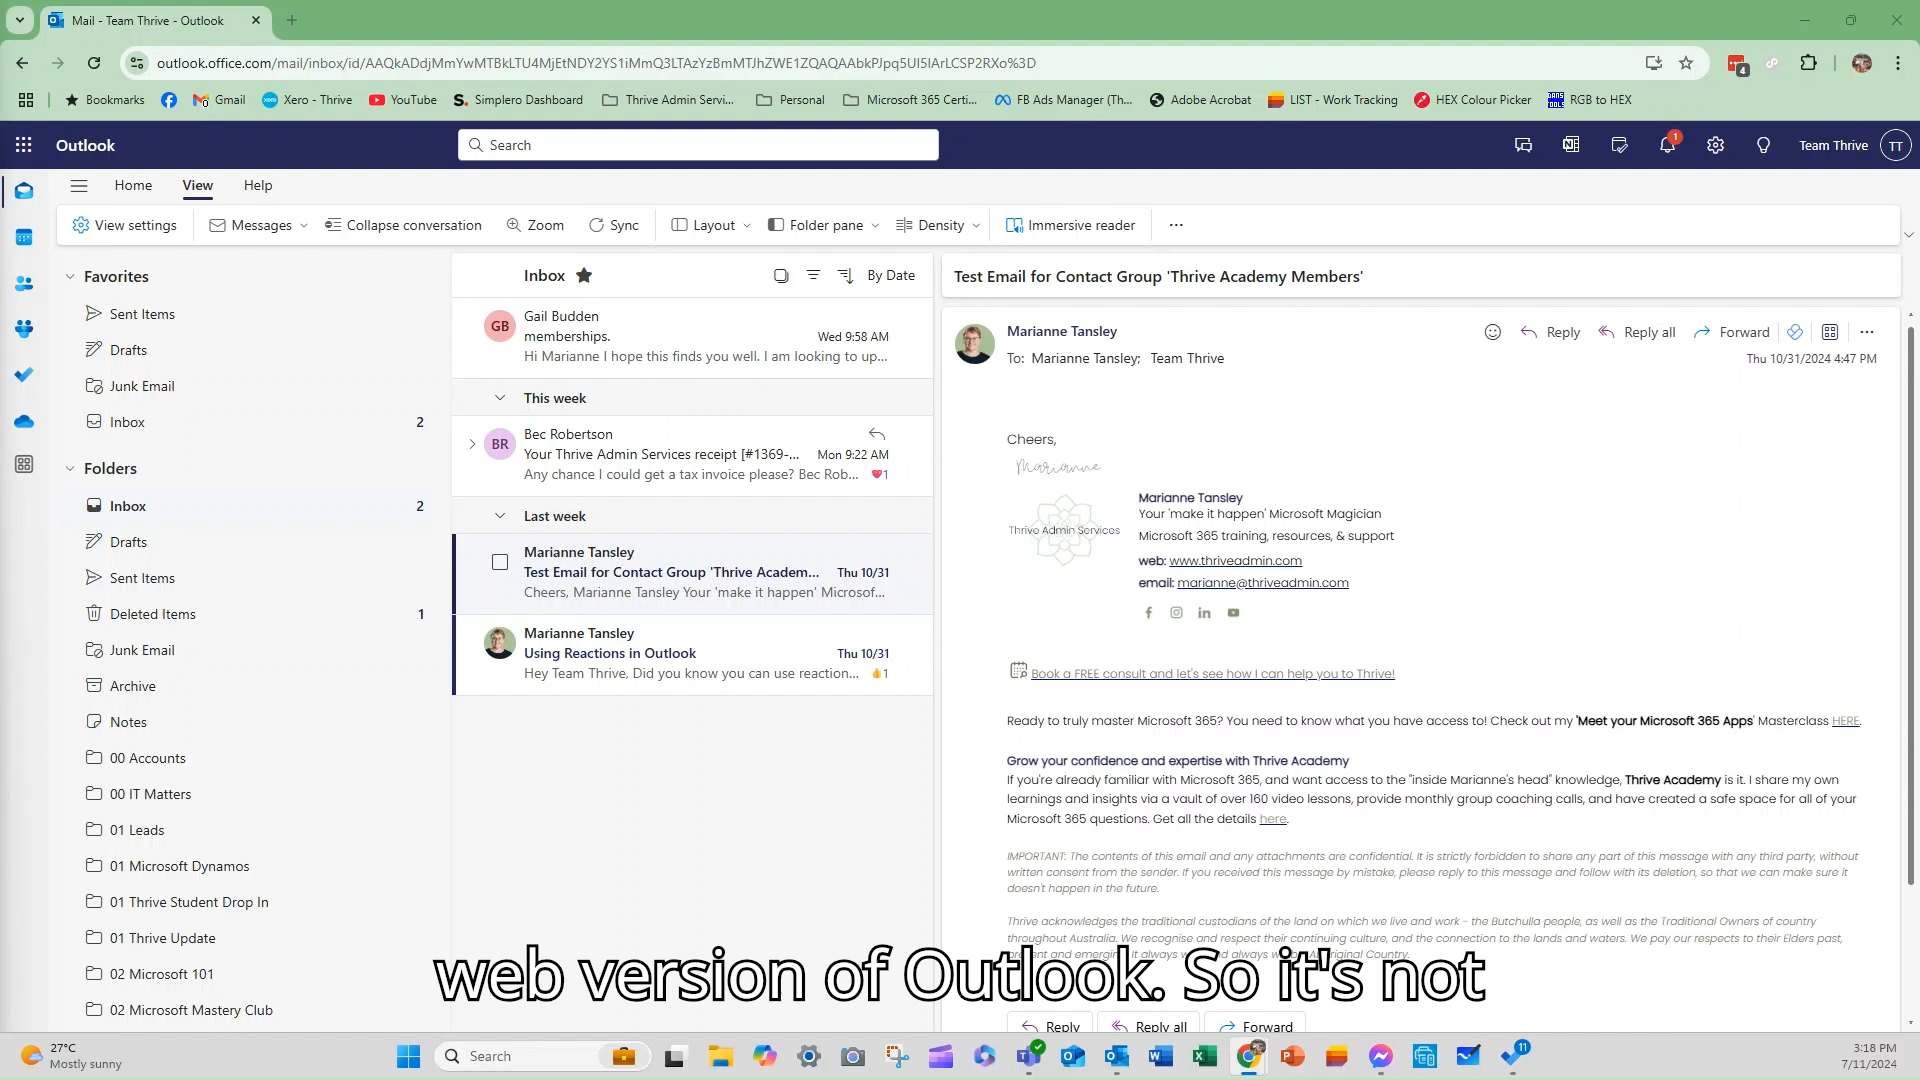 Mail - Team Thrive - Outlook
outlook.office.com/mail/inbox/id/AAQkADdjMmYwMTBkLTU4MjEtNDY2YS1iMmQ3LTAzYzBmMTJhZWE1ZQAQAAbkPJpq5Ul5lArLCSP2RXo%3D
4
Bookmarks
Gmail
Xero - Thrive
YouTube
Simplero Dashboard
Thrive Admin Servi...
Personal
Microsoft 365 Certi...
FB Ads Manager (Th...
Adobe Acrobat
LIST - Work Tracking
HEX Colour Picker
RGB to HEX
Outlook
Search
1
Team Thrive
TT
Home
View
Help
View settings
Messages
Collapse conversation
Zoom
Sync
Layout
Folder pane
Density
Immersive reader
Favorites
Sent Items
Drafts
Junk Email
Inbox 2
Folders
Inbox 2
Drafts
Sent Items
Deleted Items 1
Junk Email
Archive
Notes
00 Accounts
00 IT Matters
01 Leads
01 Microsoft Dynamos
01 Thrive Student Drop In
01 Thrive Update
02 Microsoft 101
02 Microsoft Mastery Club
Inbox
By Date
GB
Gail Budden
memberships. Wed 9:58 AM
Hi Marianne I hope this finds you well. I am looking to up...
This week
BR
Bec Robertson
Your Thrive Admin Services receipt [#1369-... Mon 9:22 AM
Any chance I could get a tax invoice please? Bec Rob... 1
Last week
Marianne Tansley
Test Email for Contact Group 'Thrive Academ... Thu 10/31
Cheers, Marianne Tansley Your 'make it happen' Microsof...
Marianne Tansley
Using Reactions in Outlook Thu 10/31
Hey Team Thrive, Did you know you can use reaction... 1
Test Email for Contact Group 'Thrive Academy Members'
Marianne Tansley
Reply
Reply all
Forward
To: Marianne Tansley; Team Thrive
Thu 10/31/2024 4:47 PM
Cheers,
Marianne
Thrive Admin Services
Marianne Tansley
Your 'make it happen' Microsoft Magician
Microsoft 365 training, resources, & support
web: www.thriveadmin.com
email: marianne@thriveadmin.com
Book a FREE consult and let's see how I can help you to Thrive!
Ready to truly master Microsoft 365? You need to know what you have access to! Check out my 'Meet your Microsoft 365 Apps' Masterclass HERE.
Grow your confidence and expertise with Thrive Academy
If you're already familiar with Microsoft 365, and want access to the "inside Marianne's head" knowledge, Thrive Academy is it. I share my own
learnings and insights via a vault of over 160 video lessons, provide monthly group coaching calls, and have created a safe space for all of your
Microsoft 365 questions. Get all the details here.
IMPORTANT: The contents of this email and any attachments are confidential. It is strictly forbidden to share any part of this message with any third party, without
written consent from the sender. If you received this message by mistake, please reply to this message and follow with its deletion, so that we can make sure it
doesn't happen in the future.
Thrive acknowledges the traditional custodians of the land on which we live and work - the Butchulla people, as well as the Traditional Owners of country
throughout Australia. We recognise and respect their continuing culture, and the connection to the lands and waters. We pay our respects to their Elders past,
Country.
web version of Outlook. So it's not
Reply
Reply all
Forward
27°C
Mostly sunny
Search
11
3:18 PM
7/11/2024